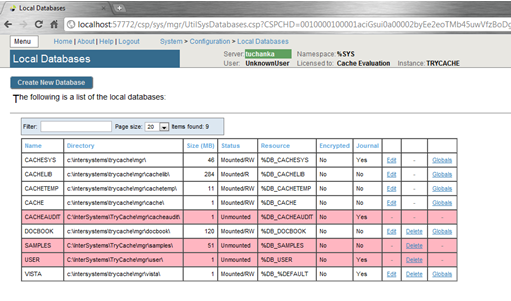 Local Databases
localhost:57772/csp/sys/mgr/UtilSysDatabases.csp?CSPCHD=0010000100001aciGsui0a00002byEe2eoTMb45uwVfzBoDg
Menu Home | About | Help | Logout System > Configuration > Local Databases
Server: tuchanka Namespace: %SYS
Local Databases User: UnknownUser Licensed to: Cache Evaluation Instance: TRYCACHE
Create New Database
The following is a list of the local databases:
Filter: Page size: 20 Items found: 9
Name Directory Size (MB) Status Resource Encrypted Journal
CACHESYS c:\intersystems\trycache\mgr\ 46 Mounted/RW %DB_CACHESYS No Yes Edit - Globals
CACHELIB c:\intersystems\trycache\mgr\cachelib\ 284 Mounted/R %DB_CACHELIB No No Edit - Globals
CACHETEMP c:\intersystems\trycache\mgr\cachetemp\ 11 Mounted/RW %DB_CACHETEMP No No Edit - Globals
CACHE c:\intersystems\trycache\mgr\cache\ 1 Mounted/RW %DB_CACHE No No Edit - Globals
CACHEAUDIT C:\InterSystems\TryCache\mgr\cacheaudit\ 1 Unmounted %DB_CACHEAUDIT No Yes - - -
DOCBOOK c:\intersystems\trycache\mgr\docbook\ 120 Mounted/RW %DB_DOCBOOK No No Edit Delete Globals
SAMPLES C:\InterSystems\TryCache\mgr\samples\ 51 Unmounted %DB_SAMPLES No No - Delete -
USER C:\InterSystems\TryCache\mgr\user\ 1 Unmounted %DB_USER No Yes - Delete -
VISTA c:\intersystems\trycache\mgr\vista\ 1 Mounted/RW %DB_%DEFAULT No Yes Edit Delete Globals